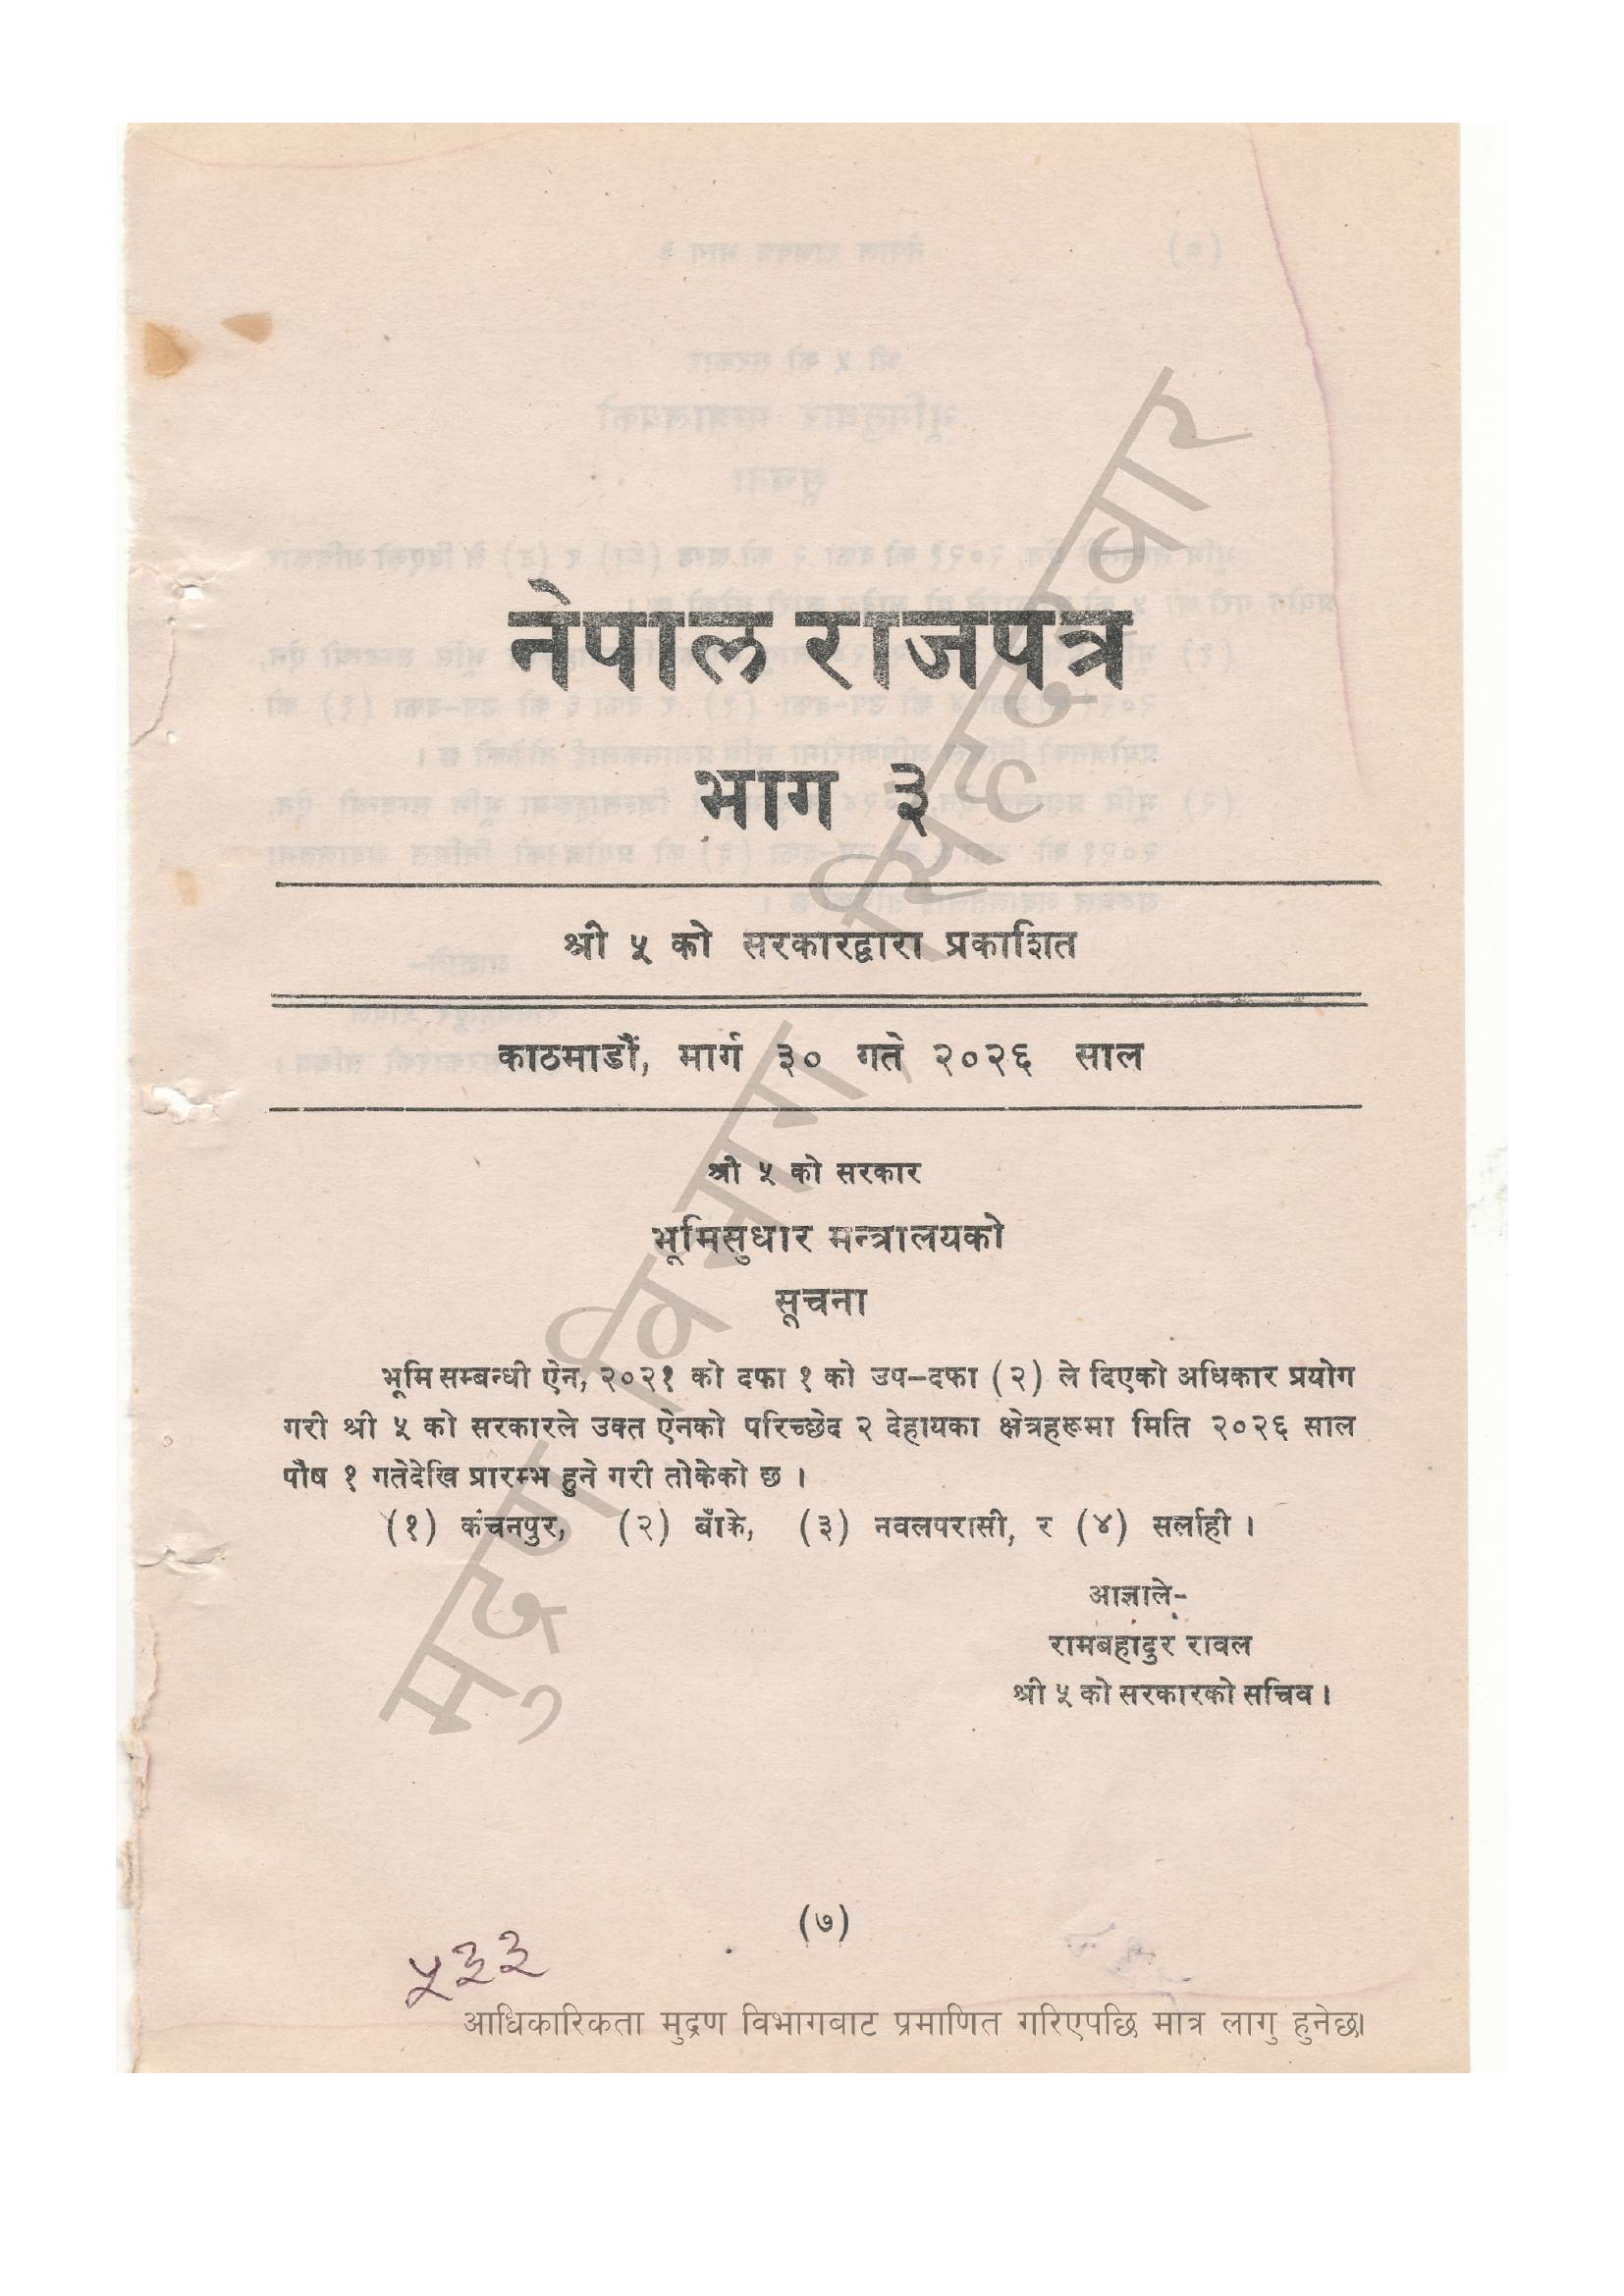 नेपाल राजपत्र
भाग ३
श्री ५ को सरकारद्वारा प्रकाशित
काठमाडौं, मार्ग ३० गते २०२६ साल
श्री ५ को सरकार
भूमिसुधार मन्त्रालयको
सूचना
भूमि सम्बन्धी ऐन, २०२१ को दफा १ को उप-दफा (२) ले दिएको अधिकार प्रयोग
गरी श्री ५ को सरकारले उक्त ऐनको परिच्छेद २ देहायका क्षेत्रहरूमा मिति २०२६ साल
पौष १ गतेदेखि प्रारम्भ हुने गरी तोकेको छ ।
(१) कंचनपुर, (२) बाँके, (३) नवलपरासी, र (४) सर्लाही ।
आज्ञाले-
रामबहादुर रावल
श्री ५ को सरकारको सचिव ।
(७)
५३३
आधिकारिकता मुद्रण विभागबाट प्रमाणित गरिएपछि मात्र लागु हुनेछ।
मुद्रण विभाग, सिंहदरबार